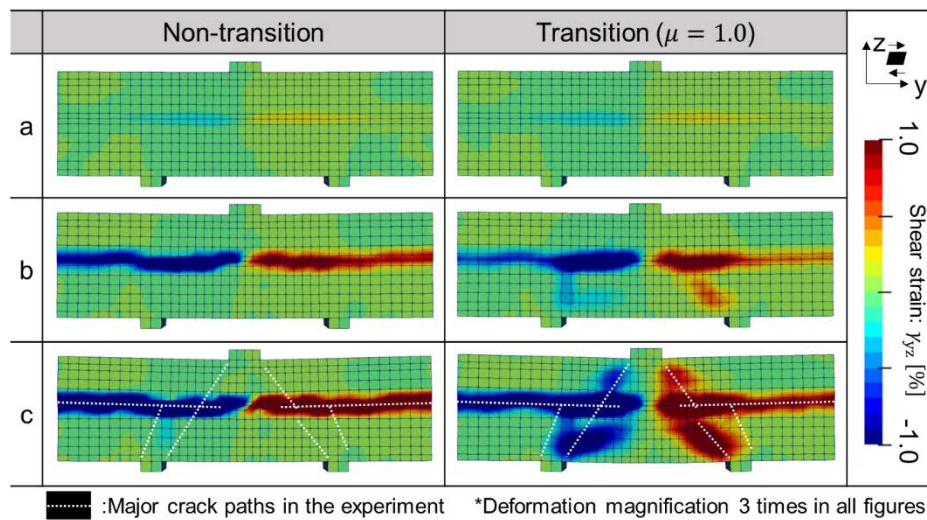 Non-transition
Transition (μ = 1.0)
a
b
c
z
y
1.0
Shear strain: γyz [%]
-1.0
:Major crack paths in the experiment
*Deformation magnification 3 times in all figures